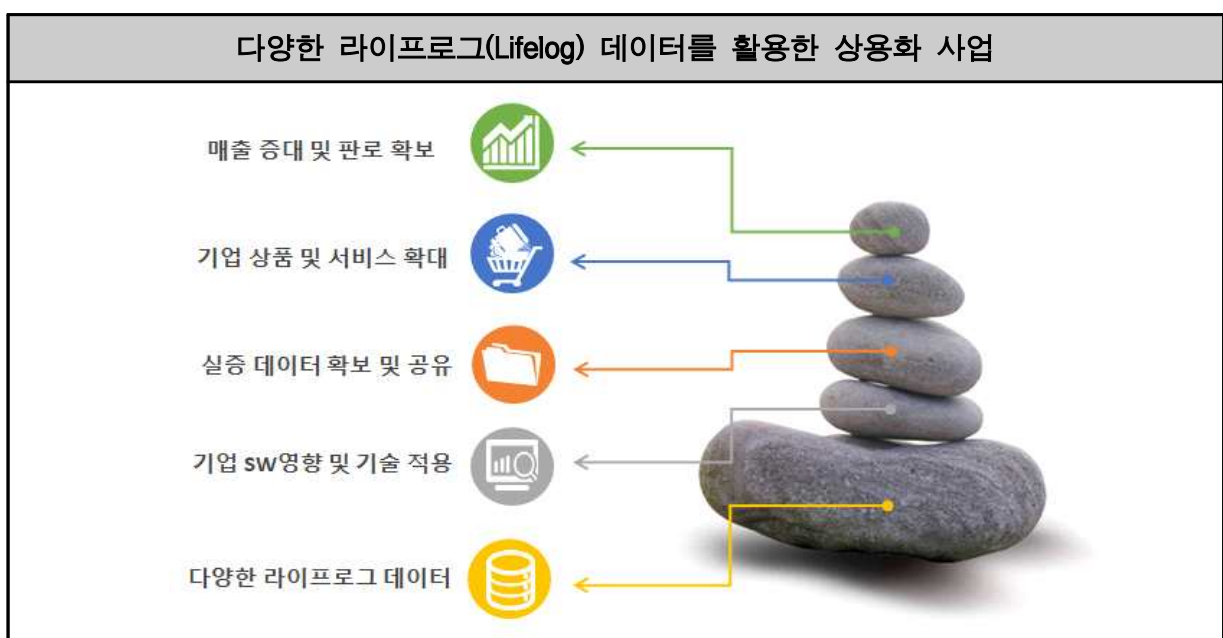 다양한 라이프로그(Lifelog) 데이터를 활용한 상용화 사업
매출 증대 및 판로 확보
기업 상품 및 서비스 확대
실증 데이터 확보 및 공유
기업 SW영향 및 기술 적용
다양한 라이프로그 데이터